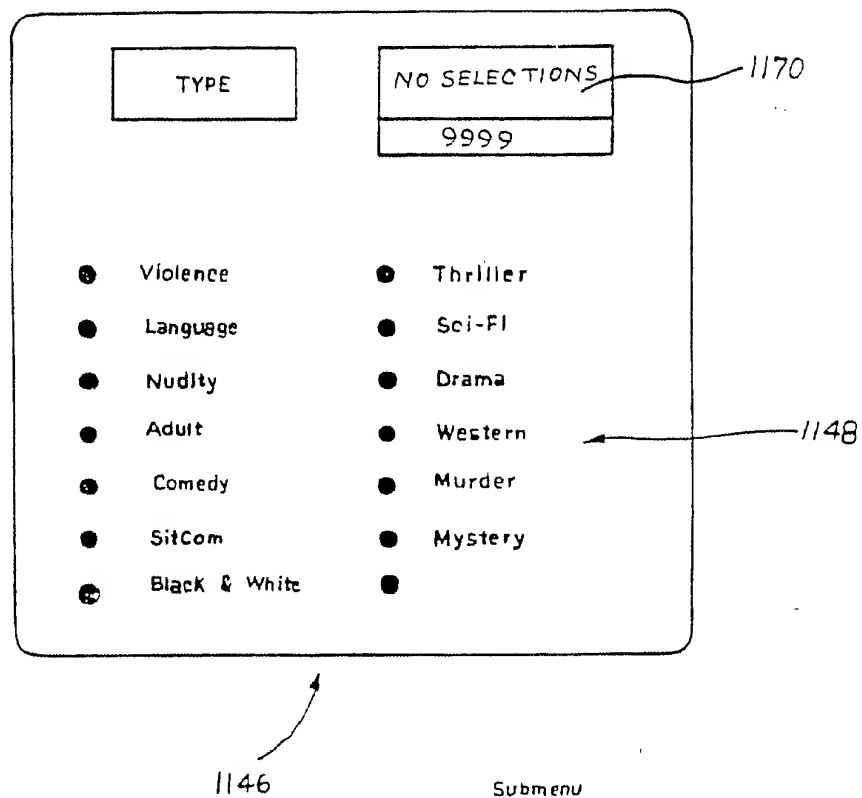 TYPE
NO SELECTIONS
9999
1170
Violence
Language
Nudity
Adult
Comedy
SitCom
Black & White
Thriller
Sci-Fi
Drama
Western
Murder
Mystery
1148
1146
Submenu